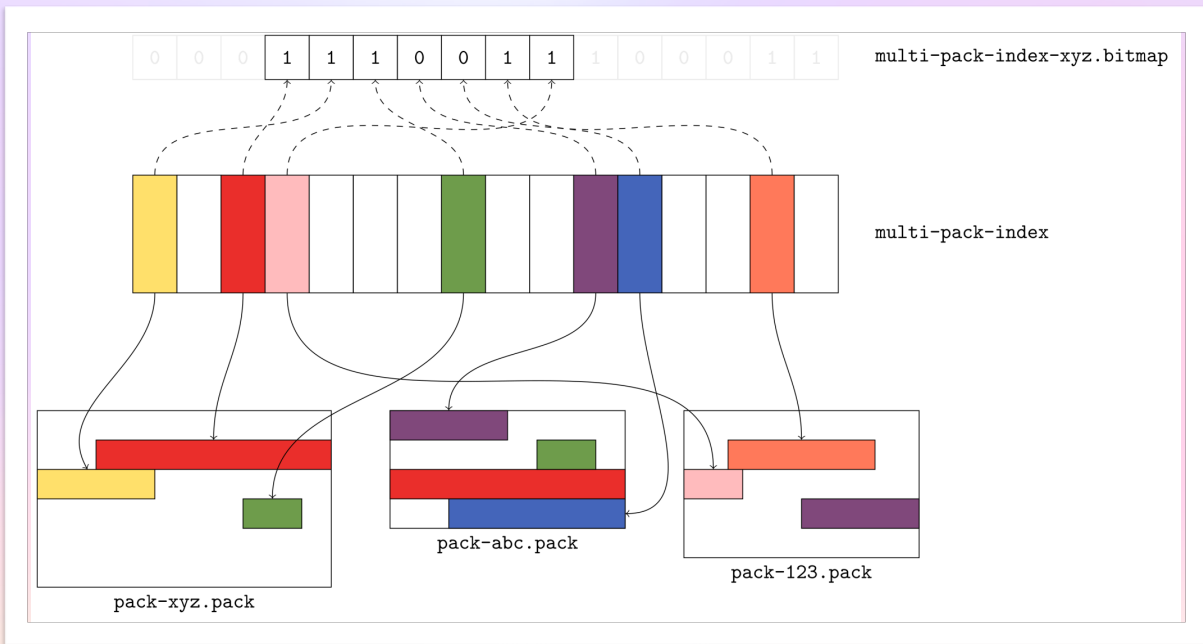 0 0 0 1 1 1 0 0 1 1 1 0 0 0 1 1 multi-pack-index-xyz.bitmap
multi-pack-index
pack-abc.pack
pack-123.pack
pack-xyz.pack